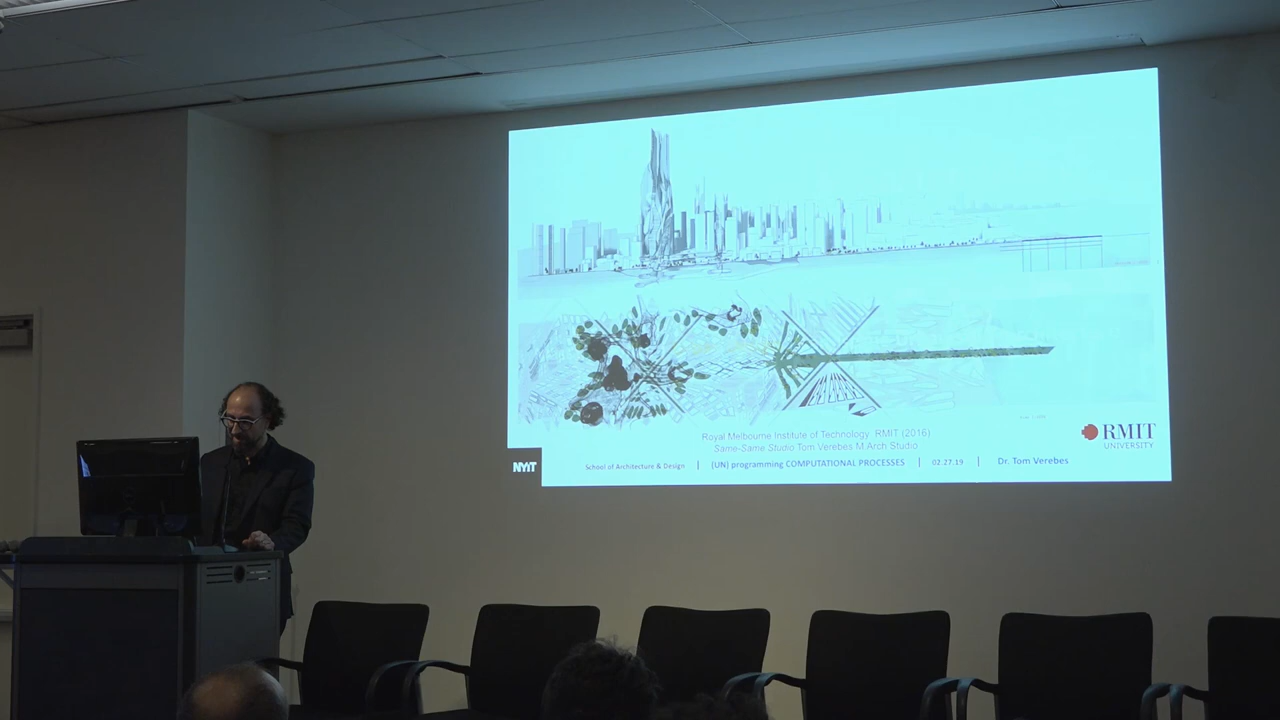 Royal Melbourne Institute of Technology RMIT (2016)
Same-Same Studio Tom Verebes M.Arch Studio
RMIT
UNIVERSITY
NYIT
School of Architecture & Design | (UN) programming COMPUTATIONAL PROCESSES | 02.27.19 | Dr. Tom Verebes